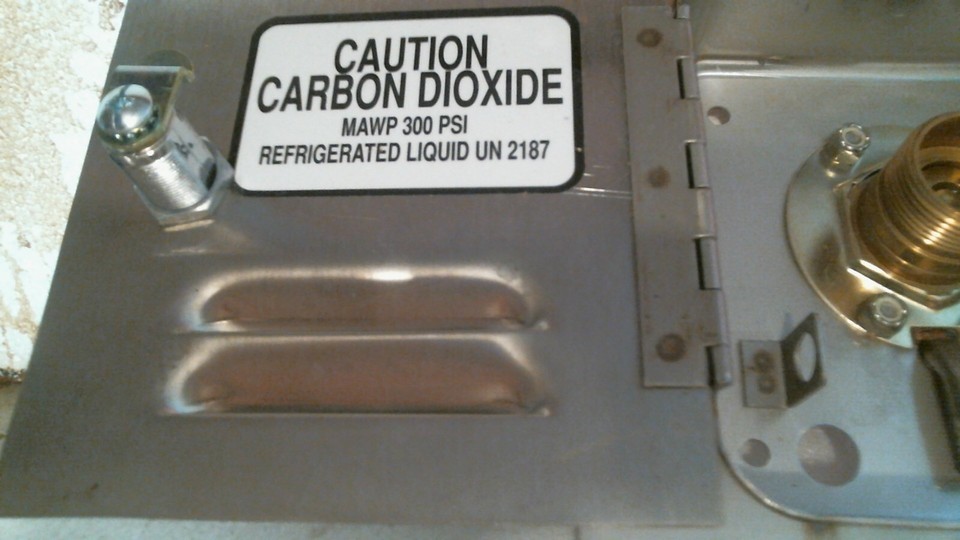 CAUTION
CARBON DIOXIDE
MAWP 300 PSI
REFRIGERATED LIQUID UN 2187